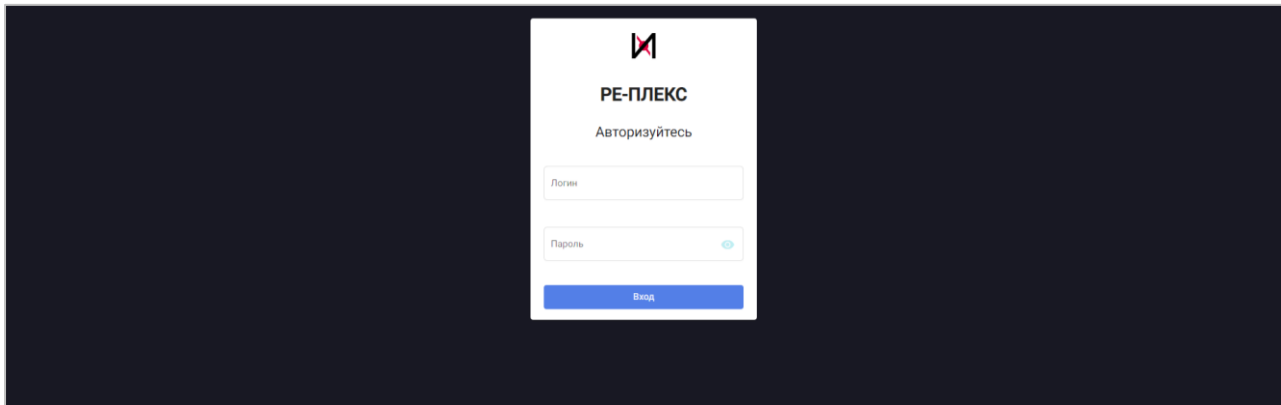 РЕ-ПЛЕКС
Авторизуйтесь
Логин
Пароль
Вход